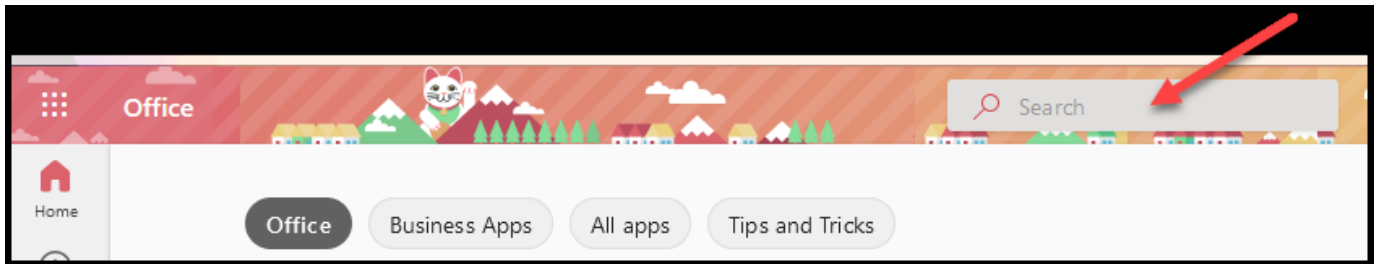 Office
Search
Home
Office
Business Apps
All apps
Tips and Tricks